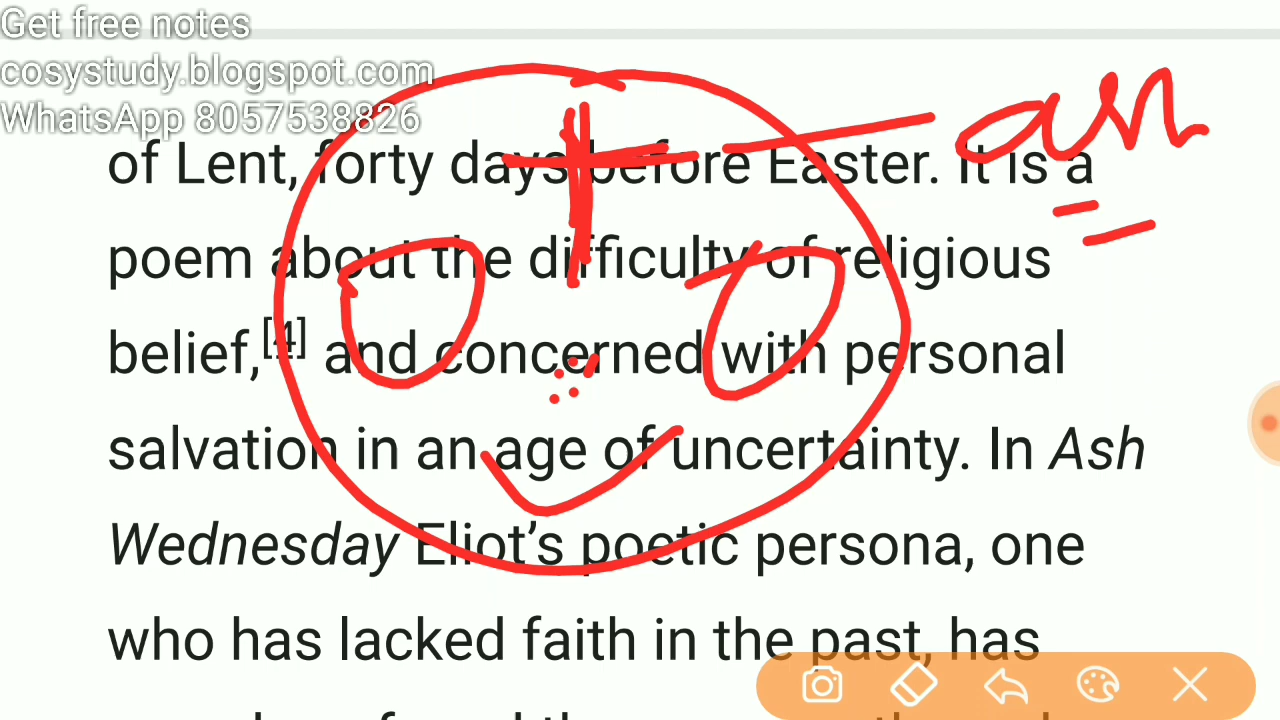 Get free notes
cosystudy.blogspot.com
WhatsApp 8057538826
ash
of Lent, forty days before Easter. It is a
poem about the difficulty of religious
belief,[4] and concerned with personal
salvation in an age of uncertainty. In Ash
Wednesday Eliot’s poetic persona, one
who has lacked faith in the past, has